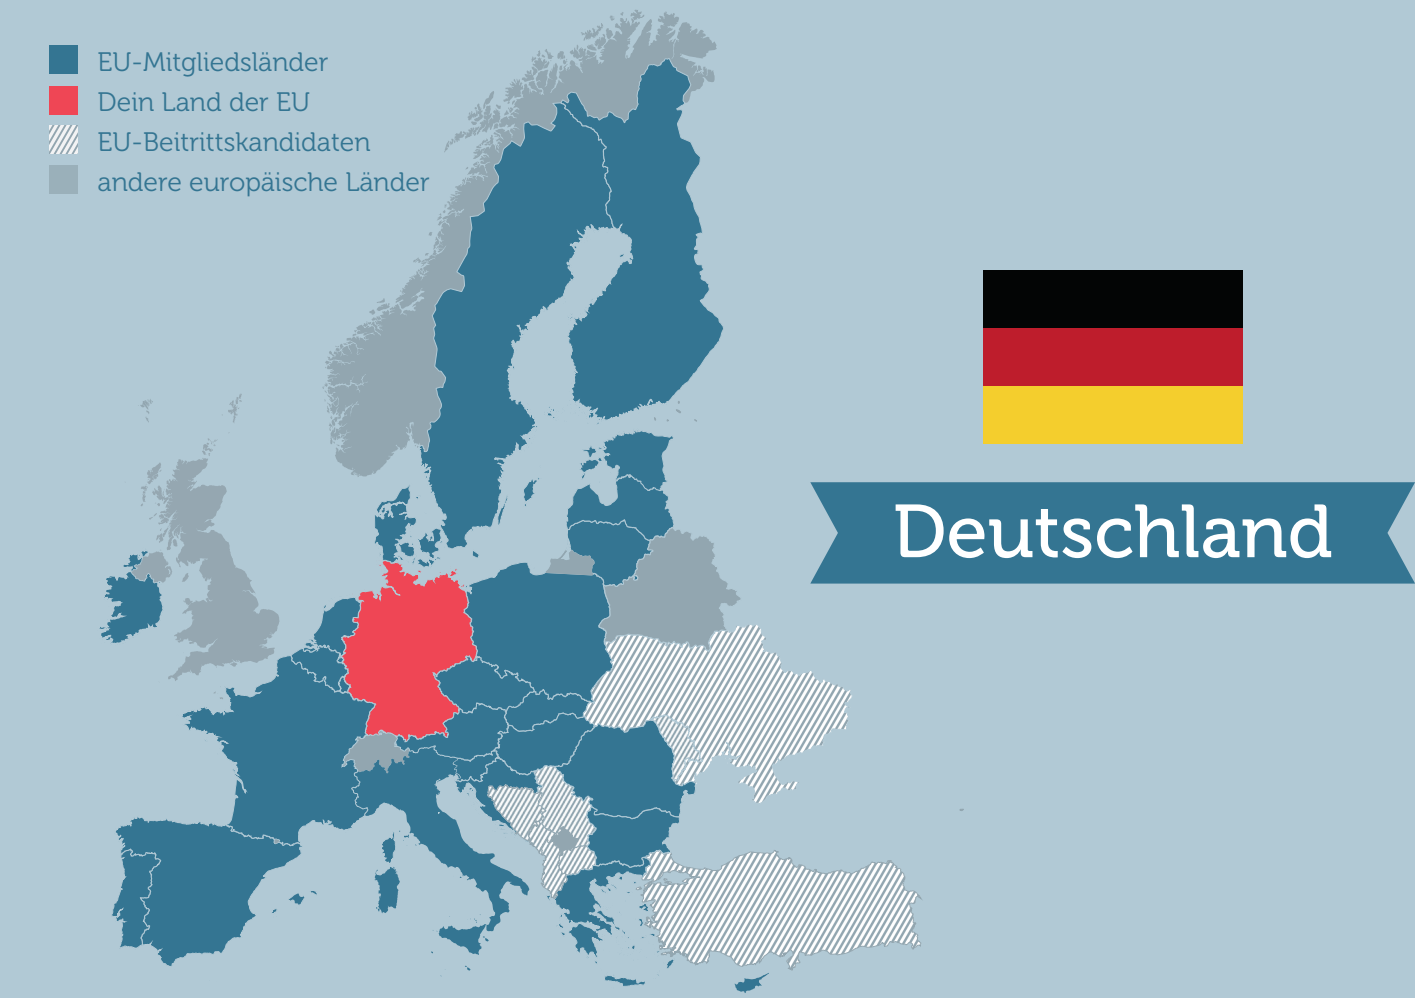 EU-Mitgliedsländer
Dein Land der EU
EU-Beitrittskandidaten
andere europäische Länder
Deutschland